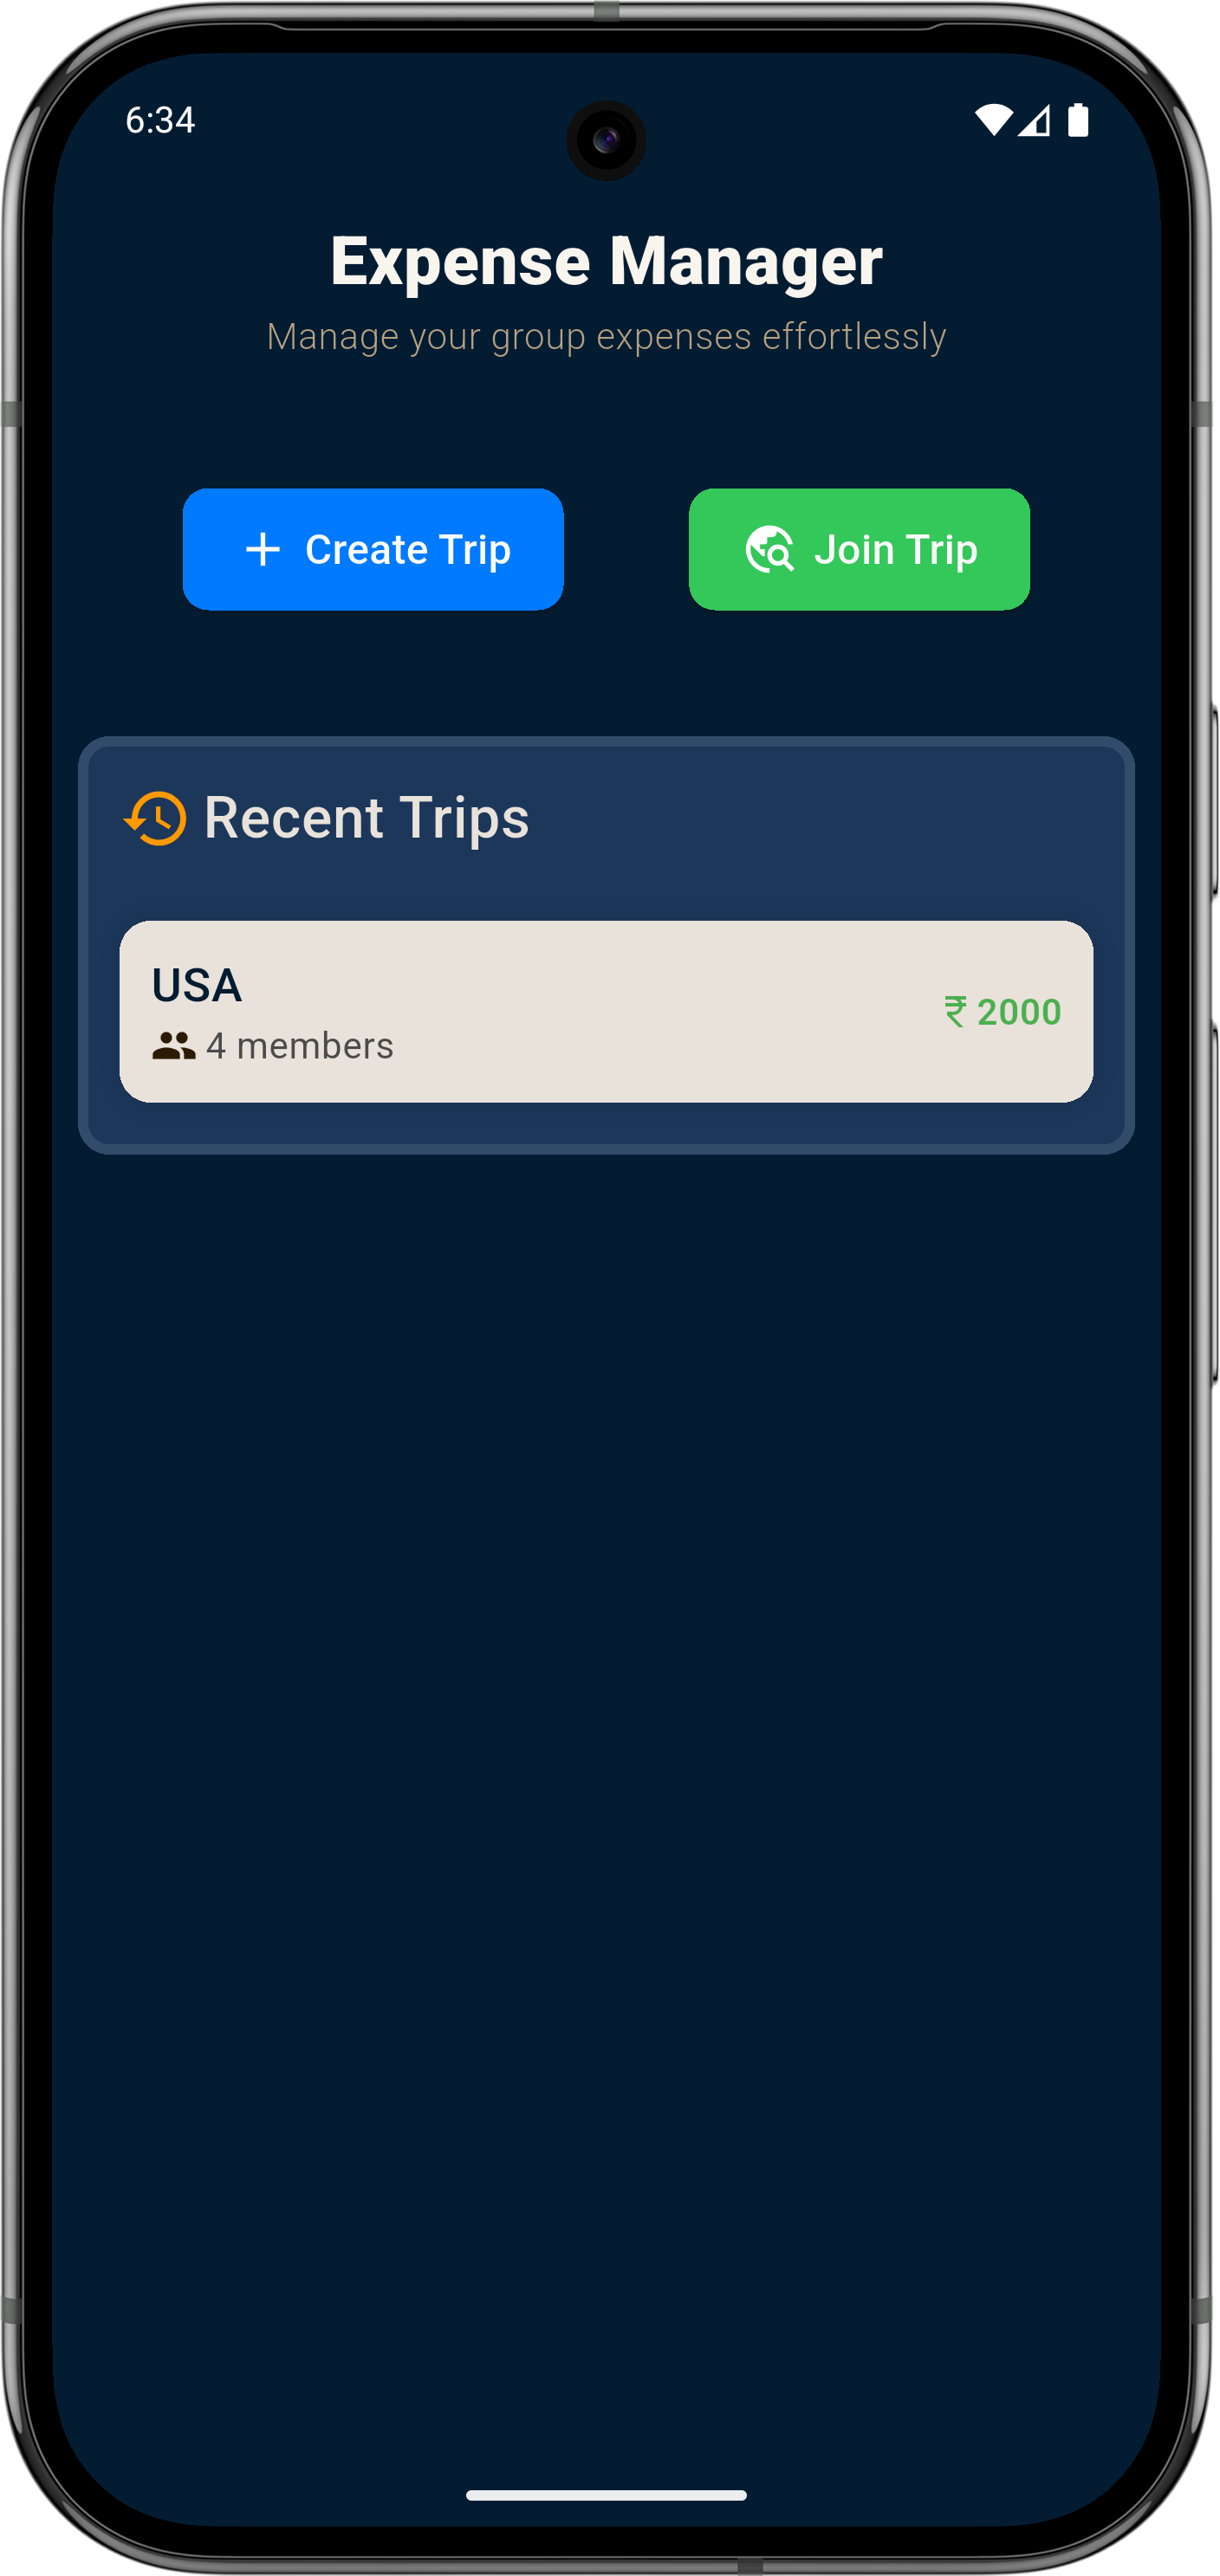 6:34
Expense Manager
Manage your group expenses effortlessly
Create Trip
Join Trip
Recent Trips
USA
4 members
₹ 2000